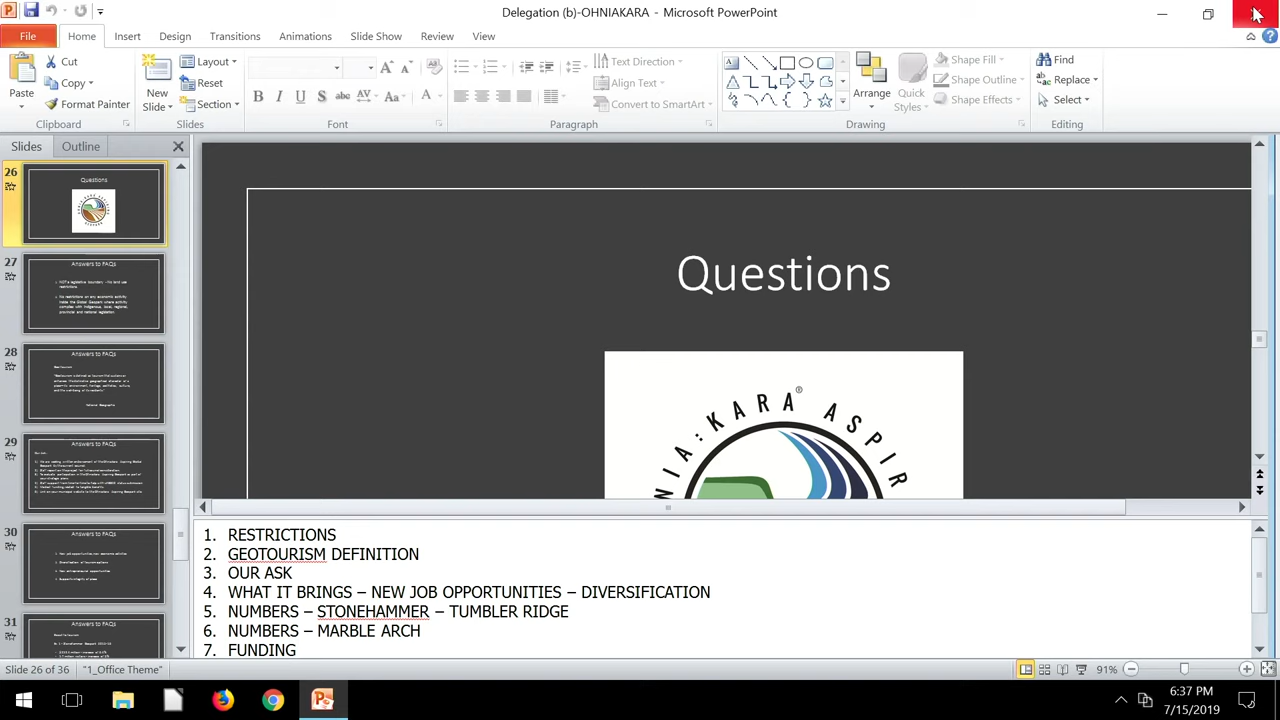 Delegation (b)-OHNIAKARA - Microsoft PowerPoint
File Home Insert Design Transitions Animations Slide Show Review View
Paste
Cut
Copy
Format Painter
Clipboard
New Slide
Layout
Reset
Section
Slides
Font
Text Direction
Align Text
Convert to SmartArt
Paragraph
Arrange
Quick Styles
Shape Fill
Shape Outline
Shape Effects
Drawing
Find
Replace
Select
Editing
Slides Outline
26
Questions
27
Answers to FAQs
28
Answers to FAQs
29
Answers to FAQs
30
Answers to FAQs
31
Answers to FAQs
Questions
NIA:KARA® ASPIR
1. RESTRICTIONS
2. GEOTOURISM DEFINITION
3. OUR ASK
4. WHAT IT BRINGS – NEW JOB OPPORTUNITIES – DIVERSIFICATION
5. NUMBERS – STONEHAMMER – TUMBLER RIDGE
6. NUMBERS – MARBLE ARCH
7. FUNDING
Slide 26 of 36 "1_Office Theme" 91%
6:37 PM
7/15/2019